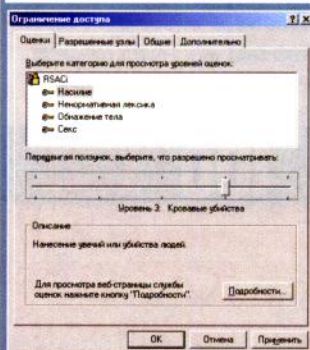 Ограничение доступа
Оценки Разрешенные узлы Общие Дополнительно
Выберите категорию для просмотра уровней оценок:
RSACi
Насилие
Ненормативная лексика
Обнажение тела
Секс
Передвигая ползунок, выберите, что разрешено просматривать:
Уровень 3: Кровавые убийства
Описание
Нанесение увечий или убийства людей.
Для просмотра веб-страницы службы
оценок нажмите кнопку "Подробности".
Подробности...
OK Отмена Применить